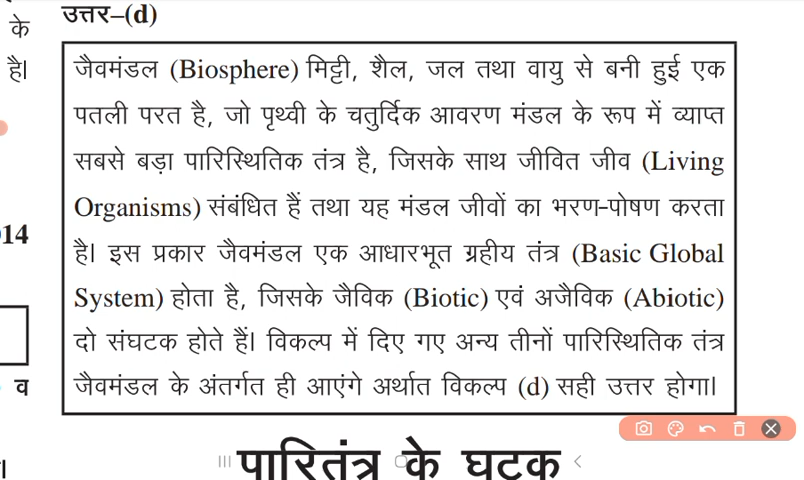 के
है।
14
व
उत्तर–(d)
जैवमंडल (Biosphere) मिट्टी, शैल, जल तथा वायु से बनी हुई एक
पतली परत है, जो पृथ्वी के चतुर्दिक आवरण मंडल के रूप में व्याप्त
सबसे बड़ा पारिस्थितिक तंत्र है, जिसके साथ जीवित जीव (Living
Organisms) संबंधित हैं तथा यह मंडल जीवों का भरण-पोषण करता
है। इस प्रकार जैवमंडल एक आधारभूत ग्रहीय तंत्र (Basic Global
System) होता है, जिसके जैविक (Biotic) एवं अजैविक (Abiotic)
दो संघटक होते हैं। विकल्प में दिए गए अन्य तीनों पारिस्थितिक तंत्र
जैवमंडल के अंतर्गत ही आएंगे अर्थात विकल्प (d) सही उत्तर होगा।
पारितंत्र के घटक